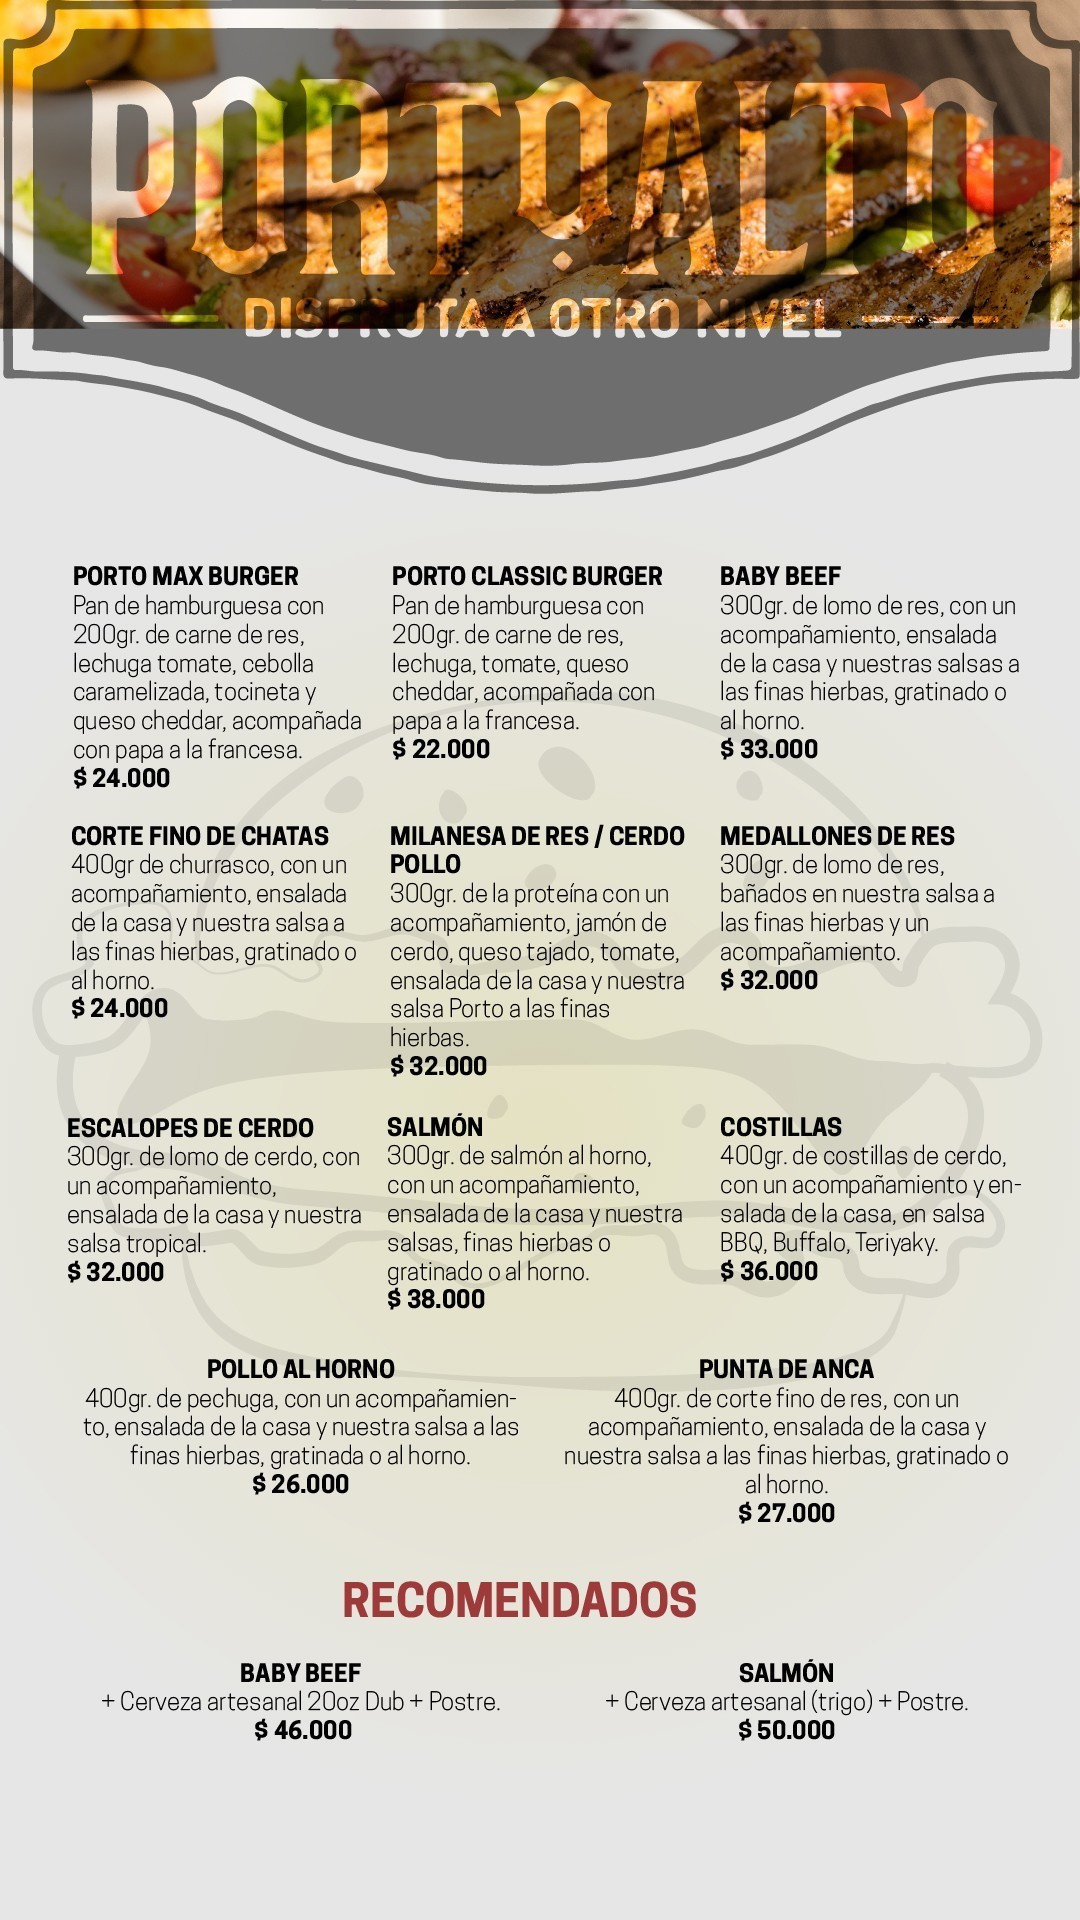 PORTOALTO
DISFRUTA A OTRO NIVEL
PORTO MAX BURGER
Pan de hamburguesa con
200gr. de carne de res,
lechuga tomate, cebolla
caramelizada, tocineta y
queso cheddar, acompañada
con papa a la francesa.
$ 24.000
PORTO CLASSIC BURGER
Pan de hamburguesa con
200gr. de carne de res,
lechuga, tomate, queso
cheddar, acompañada con
papa a la francesa.
$ 22.000
BABY BEEF
300gr. de lomo de res, con un
acompañamiento, ensalada
de la casa y nuestras salsas a
las finas hierbas, gratinado o
al horno.
$ 33.000
CORTE FINO DE CHATAS
400gr de churrasco, con un
acompañamiento, ensalada
de la casa y nuestra salsa a
las finas hierbas, gratinado o
al horno.
$ 24.000
MILANESA DE RES / CERDO
POLLO
300gr. de la proteína con un
acompañamiento, jamón de
cerdo, queso tajado, tomate,
ensalada de la casa y nuestra
salsa Porto a las finas
hierbas.
$ 32.000
MEDALLONES DE RES
300gr. de lomo de res,
bañados en nuestra salsa a
las finas hierbas y un
acompañamiento.
$ 32.000
ESCALOPES DE CERDO
300gr. de lomo de cerdo, con
un acompañamiento,
ensalada de la casa y nuestra
salsa tropical.
$ 32.000
SALMÓN
300gr. de salmón al horno,
con un acompañamiento,
ensalada de la casa y nuestra
salsas, finas hierbas o
gratinado o al horno.
$ 38.000
COSTILLAS
400gr. de costillas de cerdo,
con un acompañamiento y en-
salada de la casa, en salsa
BBQ, Buffalo, Teriyaky.
$ 36.000
POLLO AL HORNO
400gr. de pechuga, con un acompañamien-
to, ensalada de la casa y nuestra salsa a las
finas hierbas, gratinada o al horno.
$ 26.000
PUNTA DE ANCA
400gr. de corte fino de res, con un
acompañamiento, ensalada de la casa y
nuestra salsa a las finas hierbas, gratinado o
al horno.
$ 27.000
RECOMENDADOS
BABY BEEF
+ Cerveza artesanal 20oz Dub + Postre.
$ 46.000
SALMÓN
+ Cerveza artesanal (trigo) + Postre.
$ 50.000